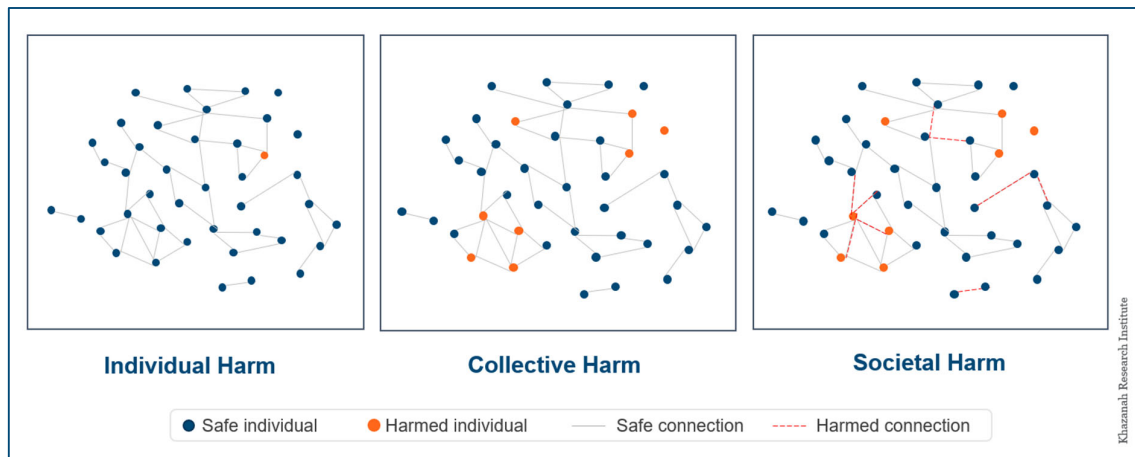 Individual Harm
Collective Harm
Societal Harm
Safe individual
Harmed individual
Safe connection
Harmed connection
Khazanah Research Institute